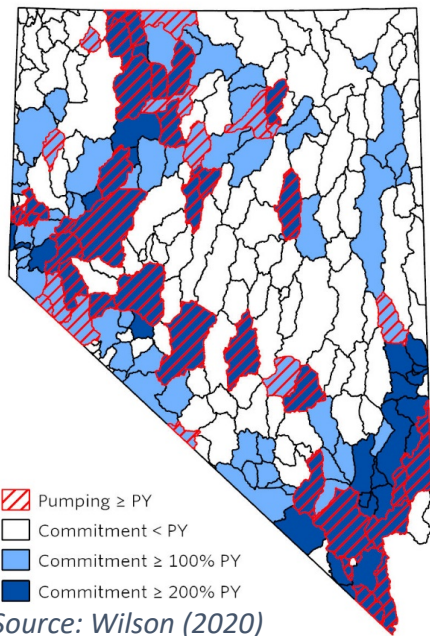 Pumping ≥ PY
Commitment < PY
Commitment ≥ 100% PY
Commitment ≥ 200% PY
Source: Wilson (2020)